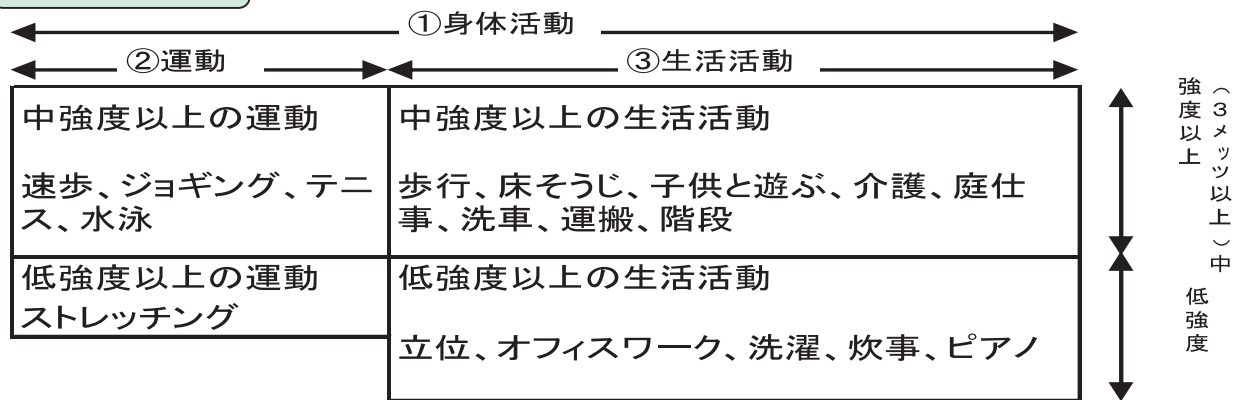 ①身体活動
②運動
③生活活動
中強度以上の運動
速歩、ジョギング、テニ
ス、水泳
中強度以上の生活活動
歩行、床そうじ、子供と遊ぶ、介護、庭仕
事、洗車、運搬、階段
低強度以上の運動
ストレッチング
低強度以上の生活活動
立位、オフィスワーク、洗濯、炊事、ピアノ
（3メッツ以上）中
強度以上
低強度